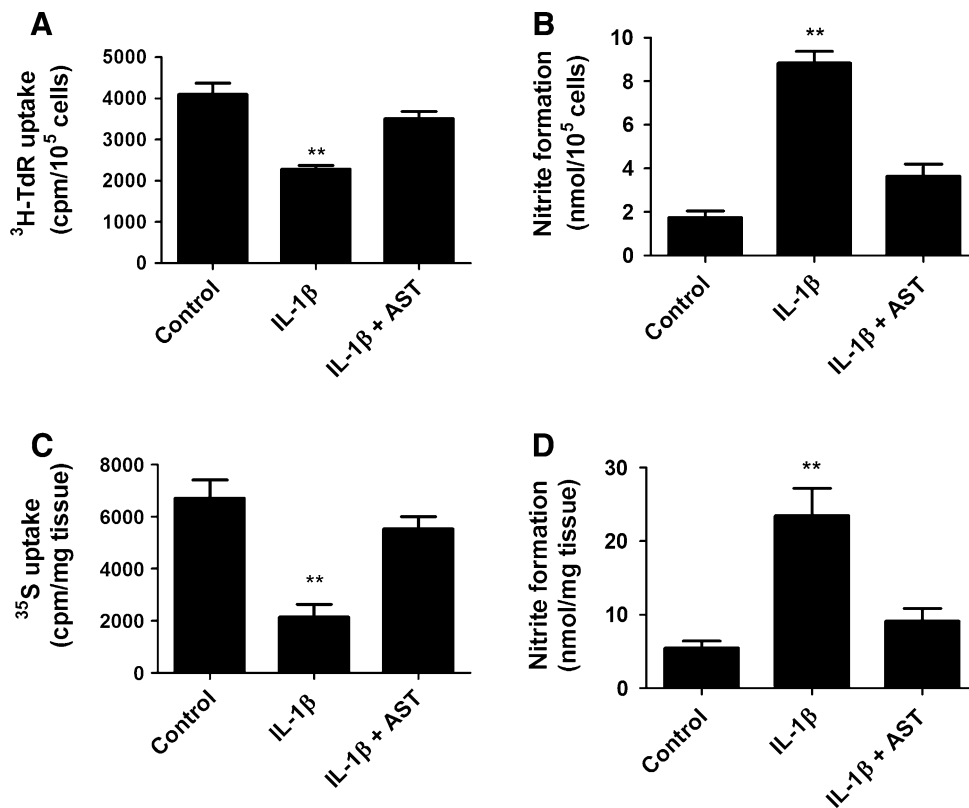 A
³H-TdR uptake
(cpm/10⁵ cells)
5000
4000
3000
2000
1000
0
**
Control
IL-1β
IL-1β + AST
B
Nitrite formation
(nmol/10⁵ cells)
10
8
6
4
2
0
**
Control
IL-1β
IL-1β + AST
C
³⁵S uptake
(cpm/mg tissue)
8000
6000
4000
2000
0
**
Control
IL-1β
IL-1β + AST
D
Nitrite formation
(nmol/mg tissue)
30
20
10
0
**
Control
IL-1β
IL-1β + AST